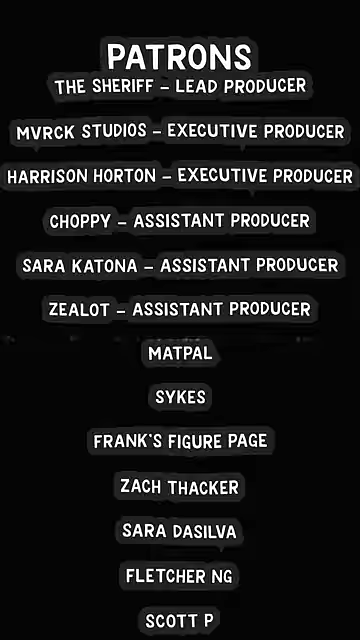 PATRONS
THE SHERIFF – LEAD PRODUCER
MVRCK STUDIOS – EXECUTIVE PRODUCER
HARRISON HORTON – EXECUTIVE PRODUCER
CHOPPY – ASSISTANT PRODUCER
SARA KATONA – ASSISTANT PRODUCER
ZEALOT – ASSISTANT PRODUCER
MATPAL
SYKES
FRANK'S FIGURE PAGE
ZACH THACKER
SARA DASILVA
FLETCHER NG
SCOTT P